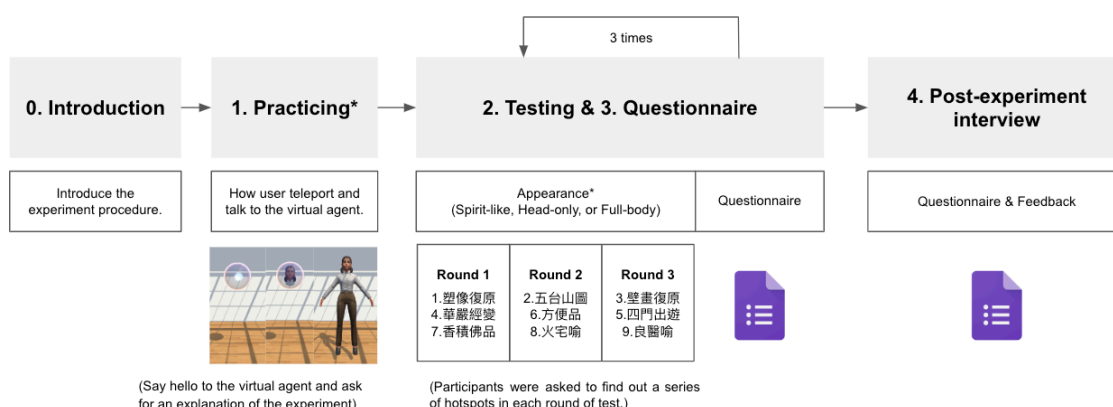 3 times
0. Introduction
1. Practicing*
2. Testing & 3. Questionnaire
4. Post-experiment
interview
Introduce the
experiment procedure.
How user teleport and
talk to the virtual agent.
Appearance*
(Spirit-like, Head-only, or Full-body)
Questionnaire
Questionnaire & Feedback
Round 1
1.塑像復原
4.華嚴經變
7.香積佛品
Round 2
2.五台山圖
6.方便品
8.火宅喻
Round 3
3.壁畫復原
5.四門出遊
9.良醫喻
(Say hello to the virtual agent and ask
for an explanation of the experiment)
(Participants were asked to find out a series
of hotspots in each round of test.)